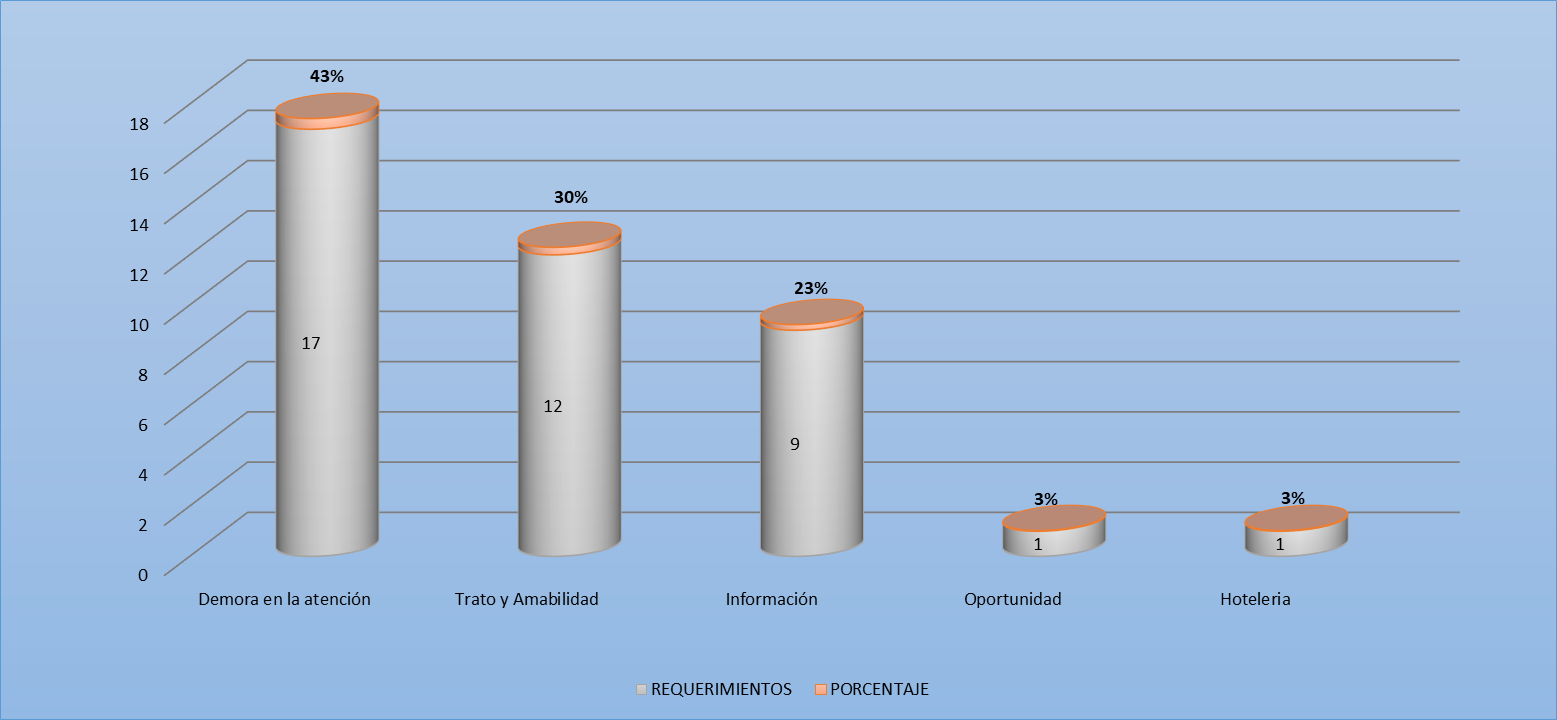 43%
18
16
30%
14
12
23%
10
17
8
12
6
9
4
3%
3%
2
1
1
0
Demora en la atención
Trato y Amabilidad
Información
Oportunidad
Hoteleria
REQUERIMIENTOS
PORCENTAJE